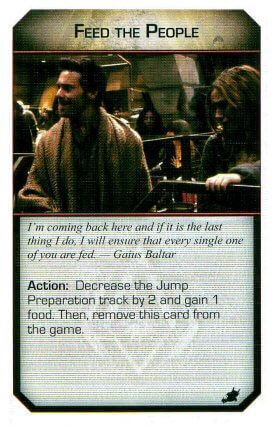 FEED THE PEOPLE
I'm coming back here and if it is the last
thing I do, I will ensure that every single one
of you are fed. — Gaius Baltar
Action: Decrease the Jump
Preparation track by 2 and gain 1
food. Then, remove this card from
the game.